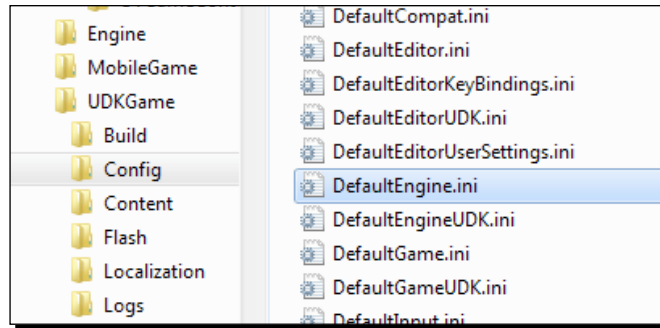 Engine
MobileGame
UDKGame
Build
Config
Content
Flash
Localization
Logs
DefaultCompat.ini
DefaultEditor.ini
DefaultEditorKeyBindings.ini
DefaultEditorUDK.ini
DefaultEditorUserSettings.ini
DefaultEngine.ini
DefaultEngineUDK.ini
DefaultGame.ini
DefaultGameUDK.ini
DefaultInput.ini